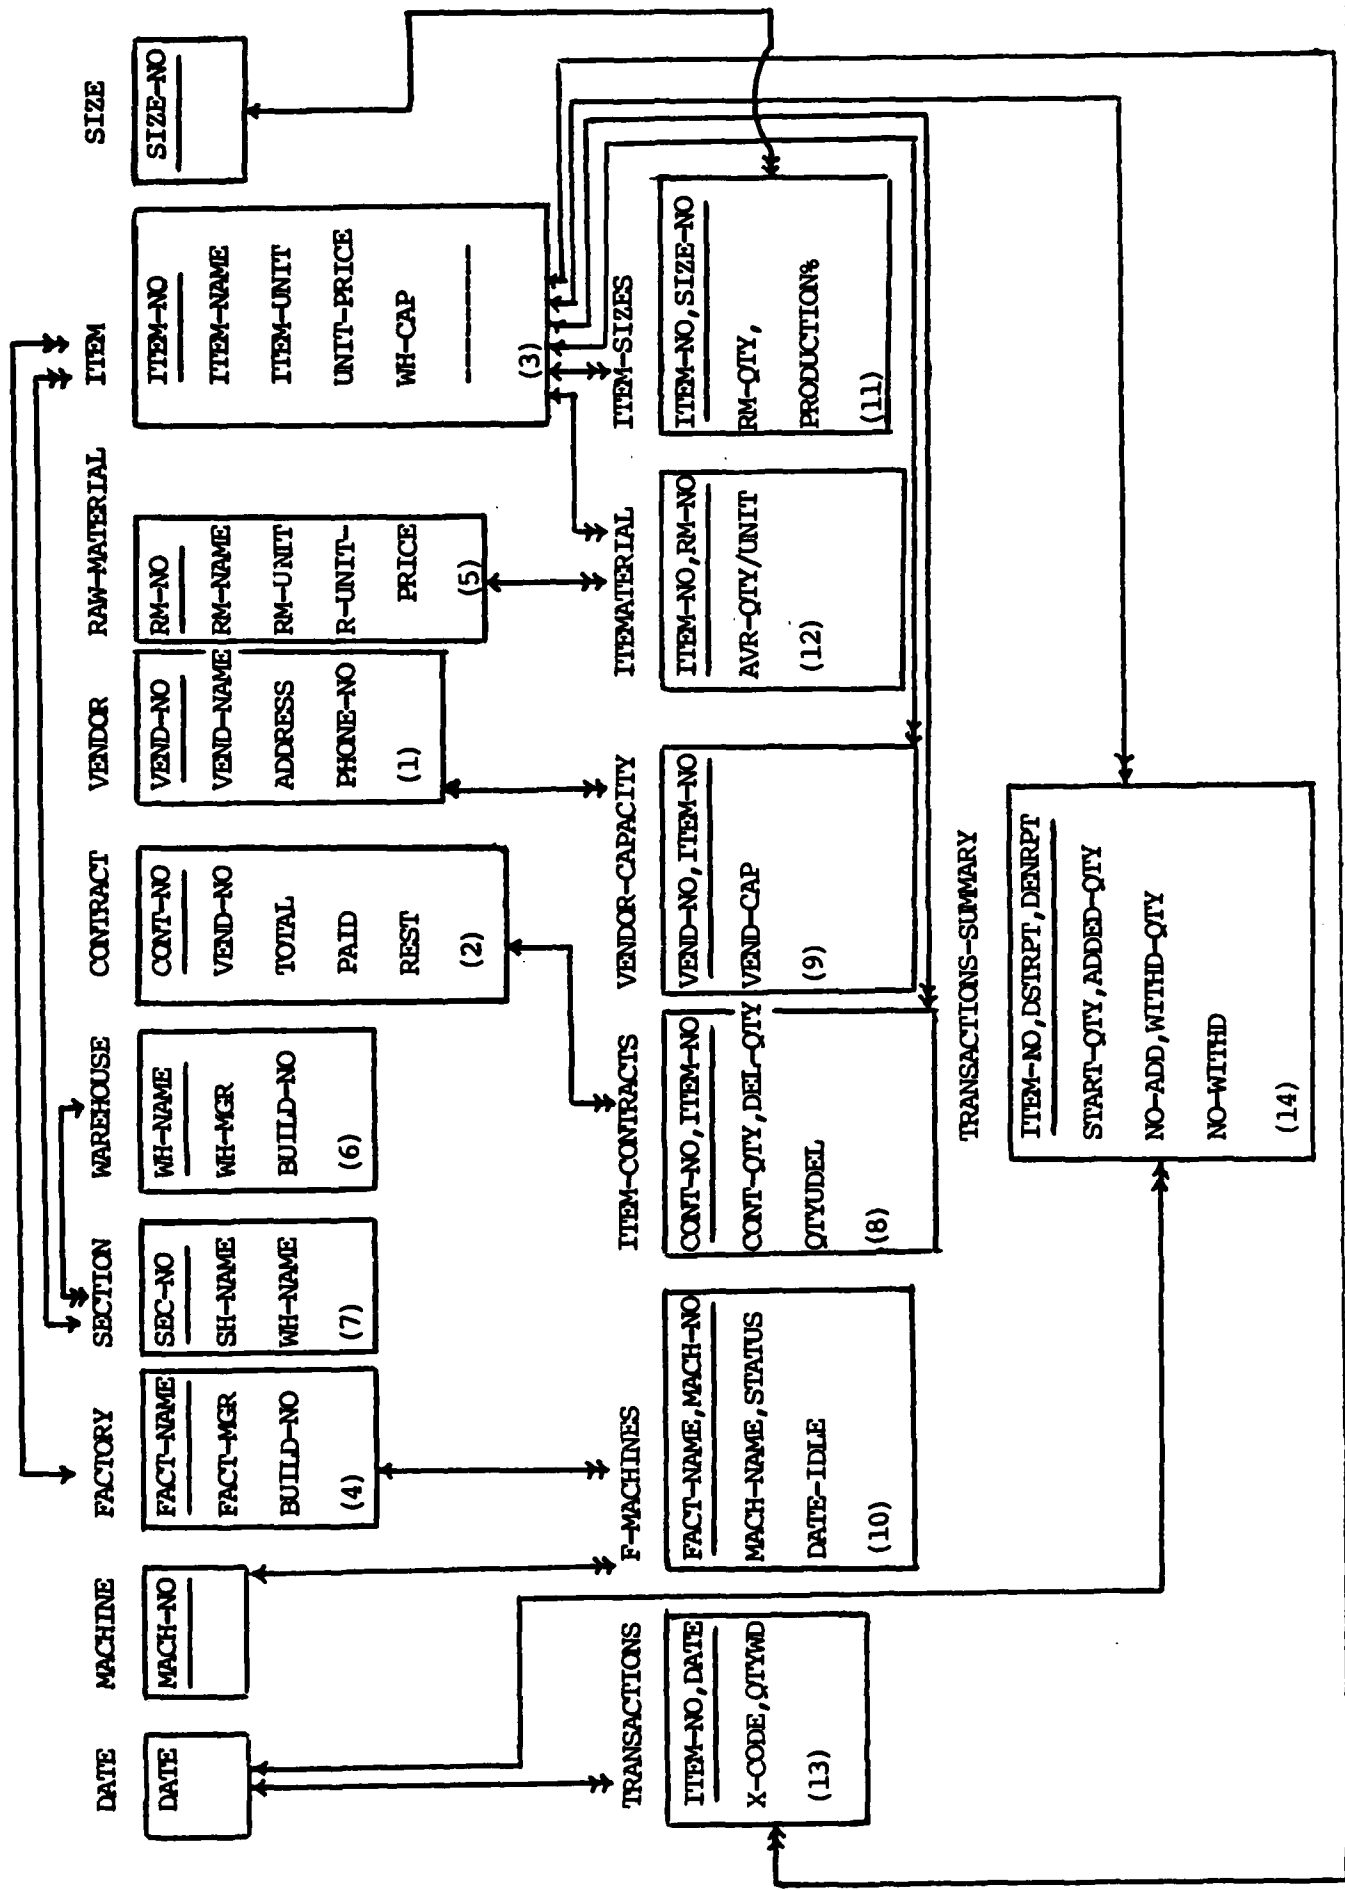 DATE
DATE
MACHINE
MACH-NO
FACTORY
FACT-NAME
FACT-MGR
BUILD-NO
(4)
SECTION
SEC-NO
SH-NAME
WH-NAME
(7)
WAREHOUSE
WH-NAME
WH-MGR
BUILD-NO
(6)
CONTRACT
CONT-NO
VEND-NO
TOTAL
PAID
REST
(2)
VENDOR
VEND-NO
VEND-NAME
ADDRESS
PHONE-NO
(1)
RAW-MATERIAL
RM-NO
RM-NAME
RM-UNIT
R-UNIT-
PRICE
(5)
ITEM
ITEM-NO
ITEM-NAME
ITEM-UNIT
UNIT-PRICE
WH-CAP
-------
(3)
SIZE
SIZE-NO
TRANSACTIONS
ITEM-NO,DATE
X-CODE,QTYWD
(13)
F-MACHINES
FACT-NAME,MACH-NO
MACH-NAME,STATUS
DATE-IDLE
(10)
ITEM-CONTRACTS
CONT-NO,ITEM-NO
CONT-QTY,DEL-QTY
QTYUDEL
(8)
VENDOR-CAPACITY
VEND-NO,ITEM-NO
VEND-CAP
(9)
ITEMATERIAL
ITEM-NO,RM-NO
AVR-QTY/UNIT
(12)
ITEM-SIZES
ITEM-NO,SIZE-NO
RM-QTY,
PRODUCTION%
(11)
TRANSACTIONS-SUMMARY
ITEM-NO,DSTRPT,DENRPT
START-QTY,ADDED-QTY
NO-ADD,WITHD-QTY
NO-WITHD
(14)